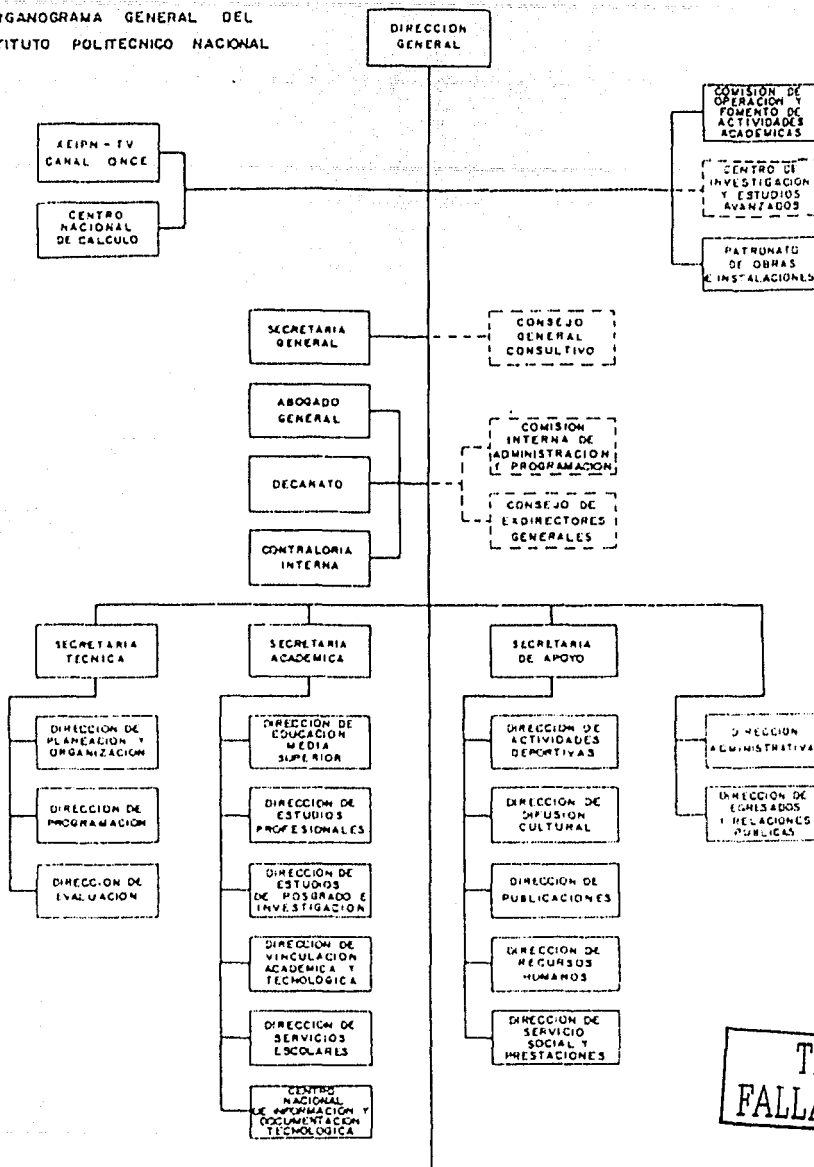 RGANOGRAMA GENERAL DEL
TITUTO POLITECNICO NACIONAL
DIRECCION
GENERAL
XEIPN-TV
CANAL ONCE
CENTRO
NACIONAL
DE CALCULO
COMISION DE
OPERACION Y
FOMENTO DE
ACTIVIDADES
ACADEMICAS
CENTRO DE
INVESTIGACION
Y ESTUDIOS
AVANZADOS
PATRONATO
DE OBRAS
E INSTALACIONES
SECRETARIA
GENERAL
CONSEJO
GENERAL
CONSULTIVO
ABOGADO
GENERAL
DECANATO
CONTRALORIA
INTERNA
COMISION
INTERNA DE
ADMINISTRACION
Y PROGRAMACION
CONSEJO DE
EXDIRECTORES
GENERALES
SECRETARIA
TECNICA
DIRECCION DE
PLANEACION Y
ORGANIZACION
DIRECCION DE
PROGRAMACION
DIRECCION DE
EVALUACION
SECRETARIA
ACADEMICA
DIRECCION DE
EDUCACION
MEDIA
SUPERIOR
DIRECCION DE
ESTUDIOS
PROFESIONALES
DIRECCION DE
ESTUDIOS
DE POSGRADO E
INVESTIGACION
DIRECCION DE
VINCULACION
ACADEMICA Y
TECNOLOGICA
DIRECCION DE
SERVICIOS
ESCOLARES
CENTRO
NACIONAL
DE INFORMACION Y
DOCUMENTACION
TECNOLOGICA
SECRETARIA
DE APOYO
DIRECCION DE
ACTIVIDADES
DEPORTIVAS
DIRECCION DE
DIFUSION
CULTURAL
DIRECCION DE
PUBLICACIONES
DIRECCION DE
RECURSOS
HUMANOS
DIRECCION DE
SERVICIO
SOCIAL Y
PRESTACIONES
DIRECCION
ADMINISTRATIVA
DIRECCION DE
EGRESADOS
Y RELACIONES
PUBLICAS
T
FALLA